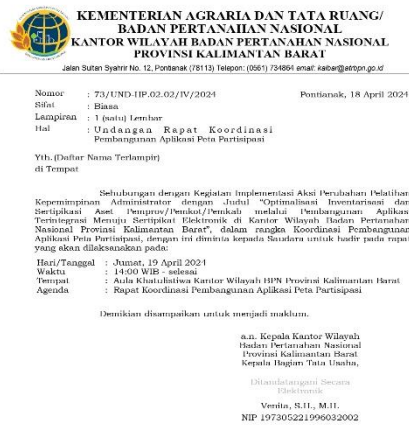 KEMENTERIAN AGRARIA DAN TATA RUANG/
BADAN PERTANAHAN NASIONAL
KANTOR WILAYAH BADAN PERTANAHAN NASIONAL
PROVINSI KALIMANTAN BARAT
Jalan Sultan Syahrir No. 12, Pontianak (78113) Telepon: (0561) 734864 email: kalbar@atrbpn.go.id
Nomor : 73/UND-HP.02.02/IV/2024 Pontianak, 18 April 2024
Sifat : Biasa
Lampiran : 1 (satu) Lembar
Hal : Undangan Rapat Koordinasi
Pembangunan Aplikasi Peta Partisipasi
Yth. (Daftar Nama Terlampir)
di Tempat
Sehubungan dengan Kegiatan Implementasi Aksi Perubahan Pelatihan
Kepemimpinan Administrator dengan Judul "Optimalisasi Inventarisasi dan
Sertipikasi Aset Pemprov/Pemkot/Pemkab melalui Pembangunan Aplikasi
Terintegrasi Menuju Sertipikat Elektronik di Kantor Wilayah Badan Pertanahan
Nasional Provinsi Kalimantan Barat", dalam rangka Koordinasi Pembangunan
Aplikasi Peta Partisipasi, dengan ini diminta kepada Saudara untuk hadir pada rapat
yang akan dilaksanakan pada:
Hari/Tanggal : Jumat, 19 April 2024
Waktu : 14:00 WIB - selesai
Tempat : Aula Khatulistiwa Kantor Wilayah BPN Provinsi Kalimantan Barat
Agenda : Rapat Koordinasi Pembangunan Aplikasi Peta Partisipasi
Demikian disampaikan untuk menjadi maklum.
a.n. Kepala Kantor Wilayah
Badan Pertanahan Nasional
Provinsi Kalimantan Barat
Kepala Bagian Tata Usaha,
Ditandatangani Secara
Elektronik
Venita, S.H., M.H.
NIP 197305221996032002